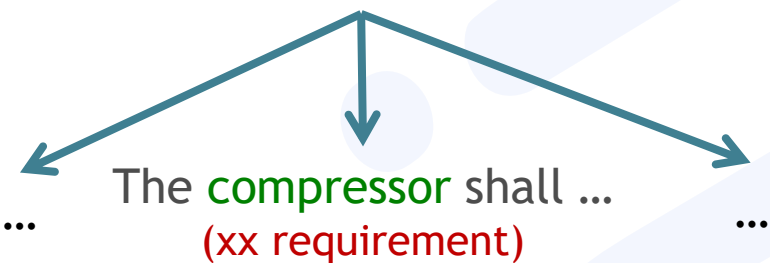 The compressor shall …
… …
(xx requirement)